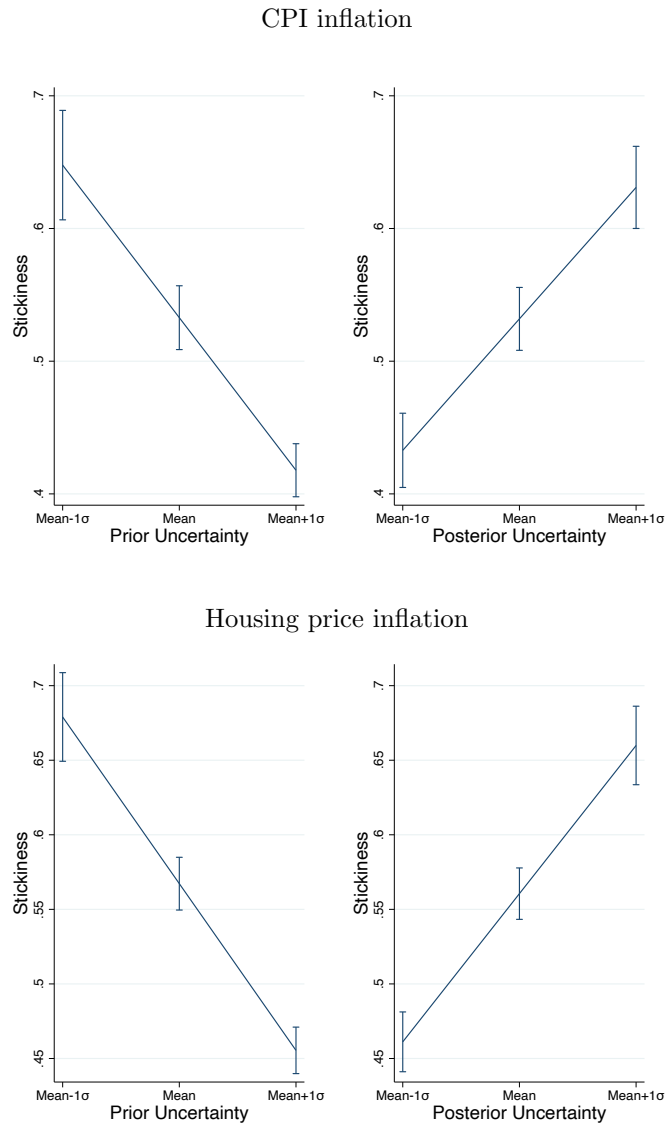 CPI inflation
.7
.6
.5
.4
Stickiness
Mean-1σ Mean Mean+1σ
Prior Uncertainty
.7
.6
.5
.4
Stickiness
Mean-1σ Mean Mean+1σ
Posterior Uncertainty
Housing price inflation
.7
.65
.6
.55
.5
.45
Stickiness
Mean-1σ Mean Mean+1σ
Prior Uncertainty
.7
.65
.6
.55
.5
.45
Stickiness
Mean-1σ Mean Mean+1σ
Posterior Uncertainty